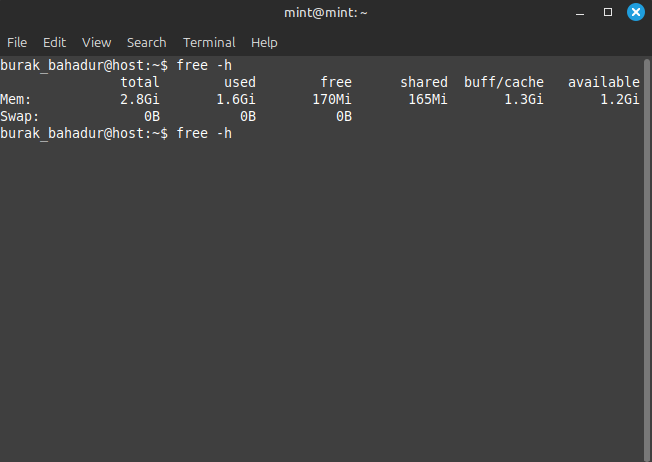 mint@mint: ~
File Edit View Search Terminal Help
burak_bahadur@host:~$ free -h
total used free shared buff/cache available
Mem: 2.8Gi 1.6Gi 170Mi 165Mi 1.3Gi 1.2Gi
Swap: 0B 0B 0B
burak_bahadur@host:~$ free -h